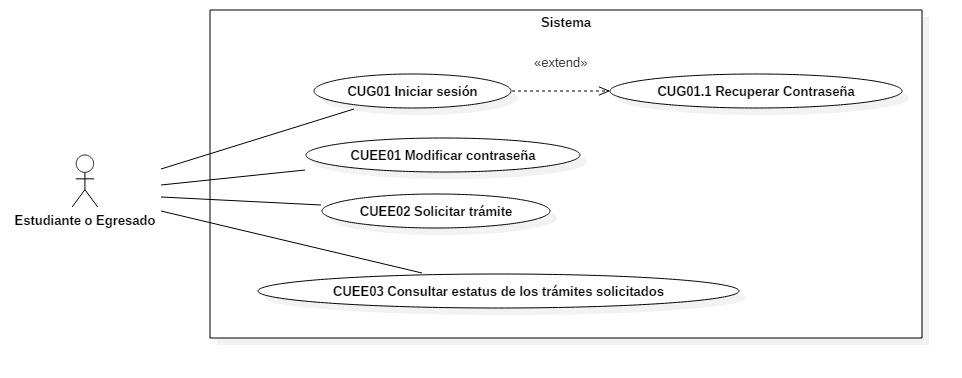 Sistema
«extend»
CUG01 Iniciar sesión
CUG01.1 Recuperar Contraseña
CUEE01 Modificar contraseña
CUEE02 Solicitar trámite
Estudiante o Egresado
CUEE03 Consultar estatus de los trámites solicitados